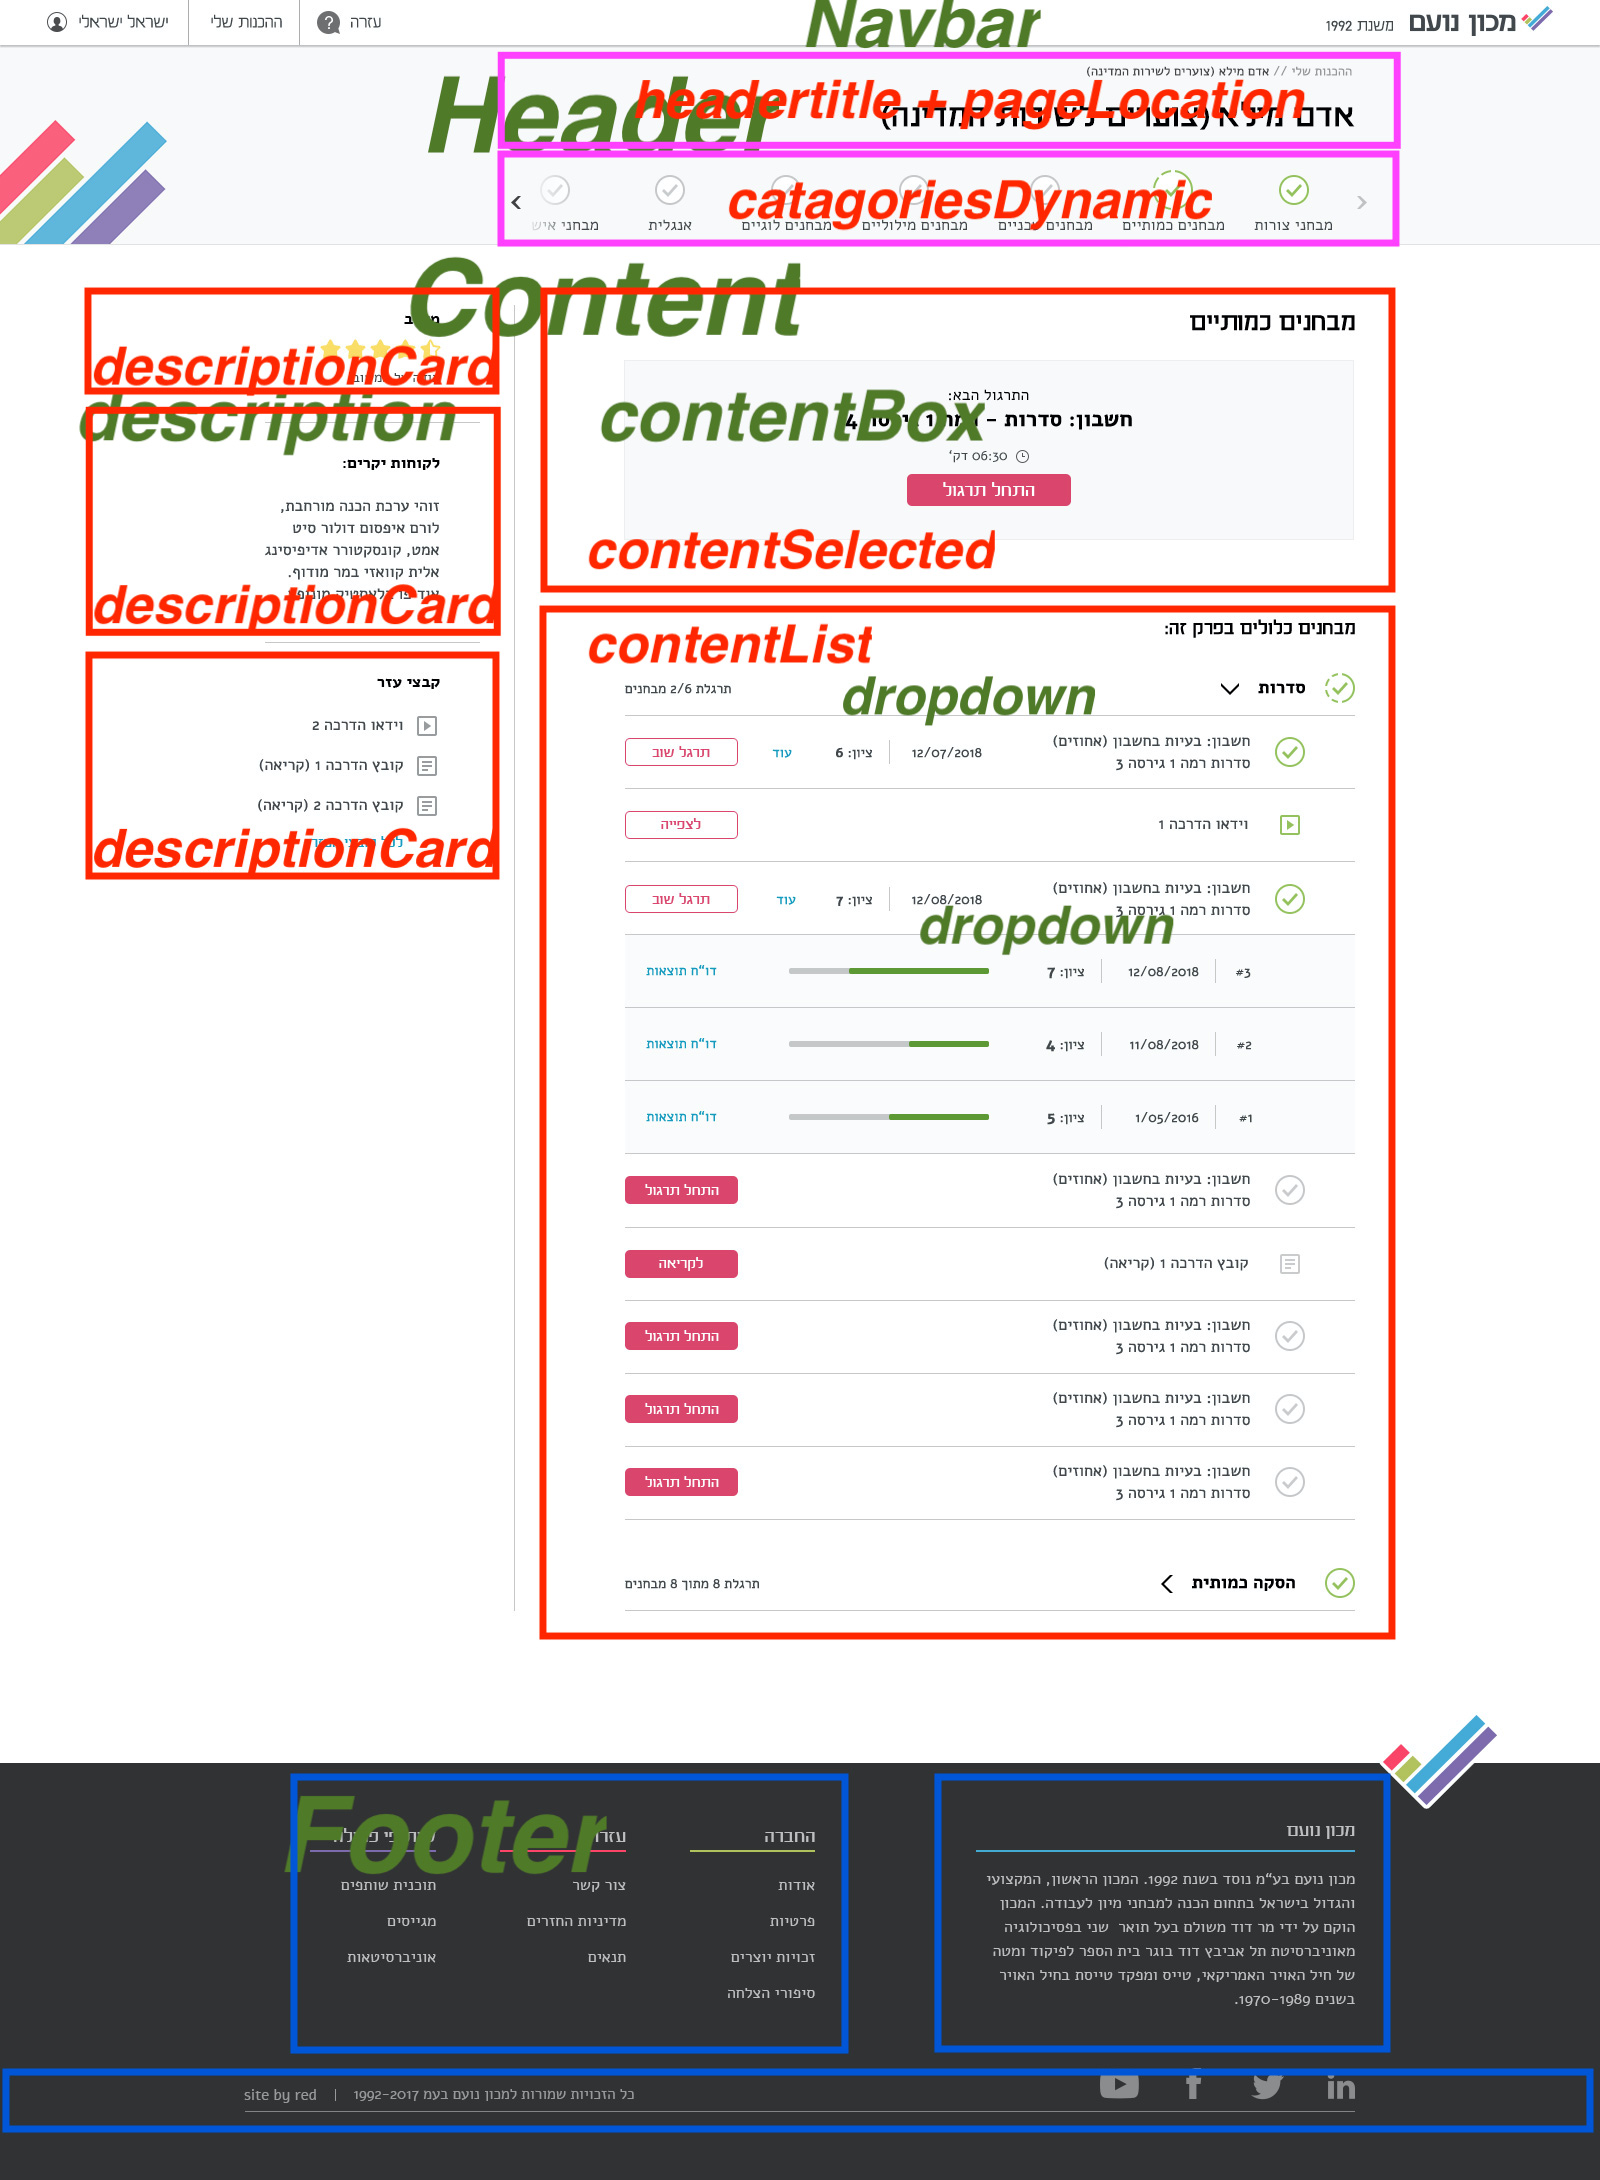 מכון נועם משנת 1992
Navbar
עזרה
ההכנות שלי
ישראל ישראלי
ההכנות שלי // אדם מילא (צוערים לשירות המדינה)
Header
headertitle + pageLocation
אדם מילא (צוערים לשירות המדינה)
catagoriesDynamic
מבחני צורות
מבחנים כמותיים
מבחנים
מבחנים מילוליים
מבחנים לוגיים
אנגלית
מבחני איש
Content
מבחנים כמותיים
contentBox
התרגול הבא:
חשבון: סדרות –
06:30 דק'
התחל תרגול
contentSelected
descriptionCard
description
לקוחות יקרים:
זוהי ערכת הכנה מורחבת,
לורם איפסום דולור סיט
אמט, קונסקטורר אדיפיסינג
אלית קוואזי במר מודוף.
descriptionCard
קבצי עזר
וידאו הדרכה 2
קובץ הדרכה 1 (קריאה)
קובץ הדרכה 2 (קריאה)
descriptionCard
contentList
מבחנים כלולים בפרק זה:
dropdown
סדרות
תרגלת 2/6 מבחנים
חשבון: בעיות בחשבון (אחוזים)
סדרות רמה 1 גירסה 3
12/07/2018
ציון: 6
עוד
תרגל שוב
וידאו הדרכה 1
לצפייה
חשבון: בעיות בחשבון (אחוזים)
סדרות רמה 1 גירסה 3
12/08/2018
ציון: 7
עוד
תרגל שוב
dropdown
#3
12/08/2018
ציון: 7
דו"ח תוצאות
#2
11/08/2018
ציון: 4
דו"ח תוצאות
#1
1/05/2016
ציון: 5
דו"ח תוצאות
חשבון: בעיות בחשבון (אחוזים)
סדרות רמה 1 גירסה 3
התחל תרגול
קובץ הדרכה 1 (קריאה)
לקריאה
חשבון: בעיות בחשבון (אחוזים)
סדרות רמה 1 גירסה 3
התחל תרגול
חשבון: בעיות בחשבון (אחוזים)
סדרות רמה 1 גירסה 3
התחל תרגול
חשבון: בעיות בחשבון (אחוזים)
סדרות רמה 1 גירסה 3
התחל תרגול
הסקה כמותית
תרגלת 8 מתוך 8 מבחנים
Footer
מכון נועם
מכון נועם בע"מ נוסד בשנת 1992. המכון הראשון, המקצועי
והגדול בישראל בתחום הכנה למבחני מיון לעבודה. המכון
הוקם על ידי מר דוד משולם בעל תואר שני בפסיכולוגיה
מאוניברסיטת תל אביבץ דוד בוגר בית הספר לפיקוד ומטה
של חיל האויר האמריקאי, טייס ומפקד טייסת בחיל האויר
בשנים 1970-1989.
החברה
אודות
פרטיות
זכויות יוצרים
סיפורי הצלחה
עזרה
צור קשר
מדיניות החזרים
תנאים
תוכנית שותפים
מגייסים
אוניברסיטאות
in
f
כל הזכויות שמורות למכון נועם בעמ 1992-2017 | site by red